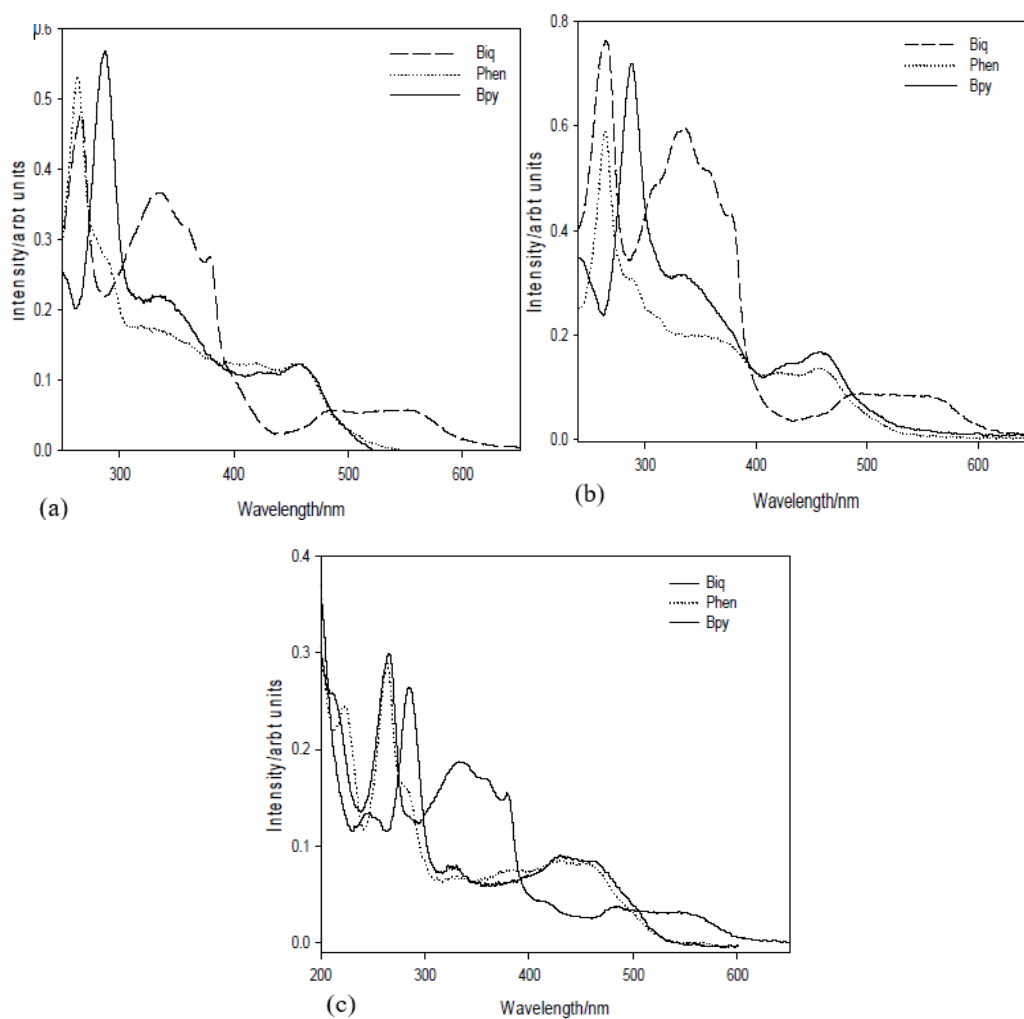 0.6
0.5
0.4
0.3
0.2
0.1
0.0
Intensity/arbt units
300 400 500 600
Wavelength/nm
Biq
Phen
Bpy
(a)
0.8
0.6
0.4
0.2
0.0
Intensity/arbt units
300 400 500 600
Wavelength/nm
Biq
Phen
Bpy
(b)
0.4
0.3
0.2
0.1
0.0
Intensity/arbt units
200 300 400 500 600
Wavelength/nm
Biq
Phen
Bpy
(c)